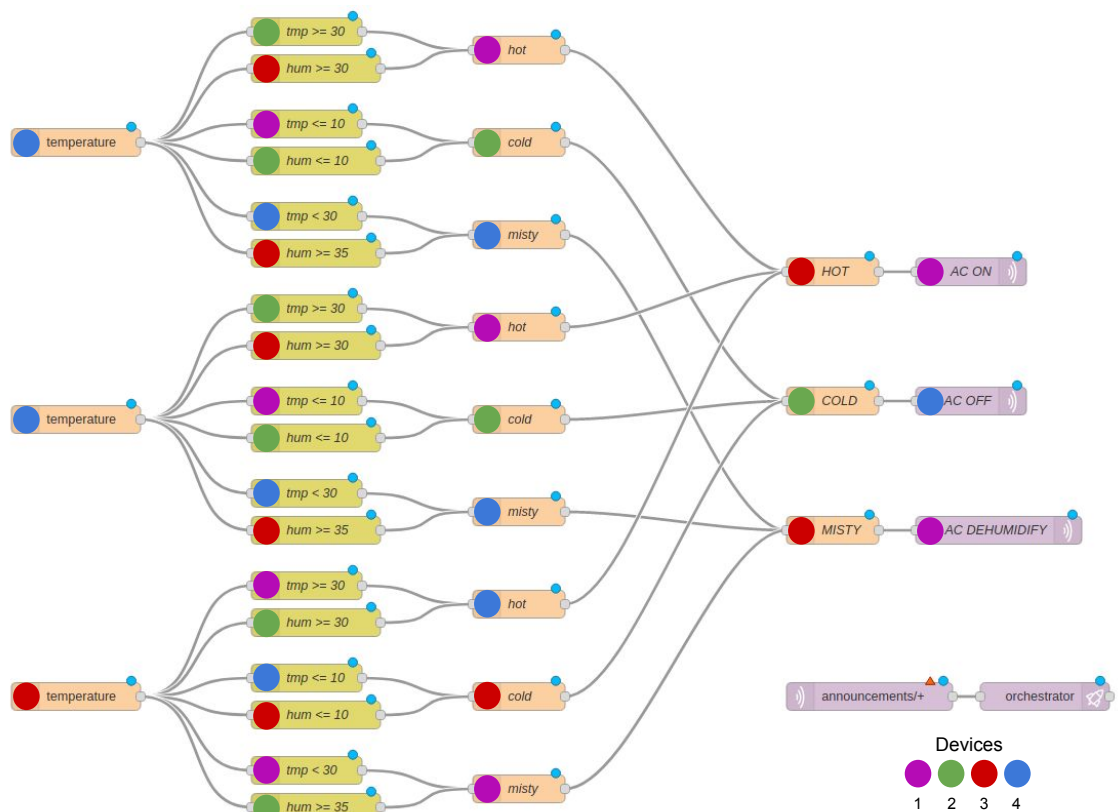 tmp >= 30
hum >= 30
hot
tmp <= 10
temperature
cold
hum <= 10
tmp < 30
misty
hum >= 35
HOT
AC ON
tmp >= 30
hot
hum >= 30
tmp <= 10
COLD
AC OFF
temperature
cold
hum <= 10
tmp < 30
misty
hum >= 35
MISTY
AC DEHUMIDIFY
tmp >= 30
hot
hum >= 30
tmp <= 10
temperature
cold
announcements/+
orchestrator
hum <= 10
Devices
tmp < 30
misty
hum >= 35
1 2 3 4